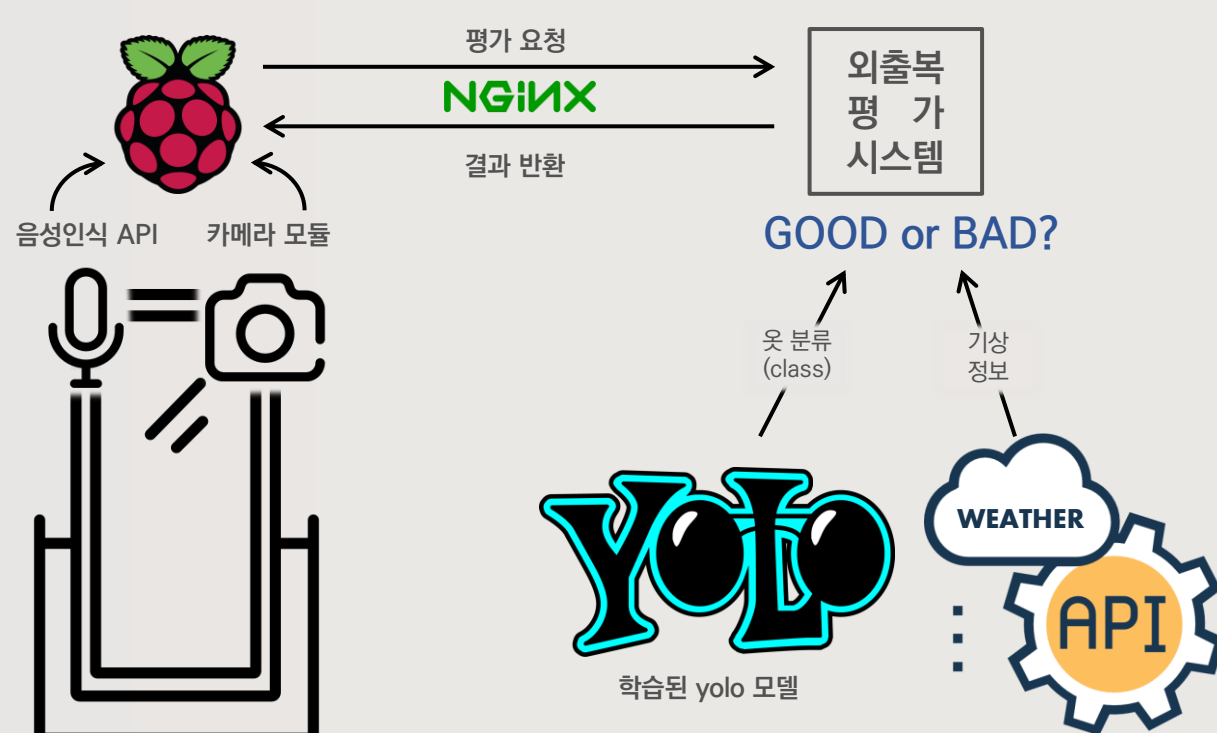 평가 요청
NGINX
결과 반환
외출복
평 가
시스템
GOOD or BAD?
음성인식 API
카메라 모듈
옷 분류
(class)
기상
정보
YOLO
학습된 yolo 모델
WEATHER
API